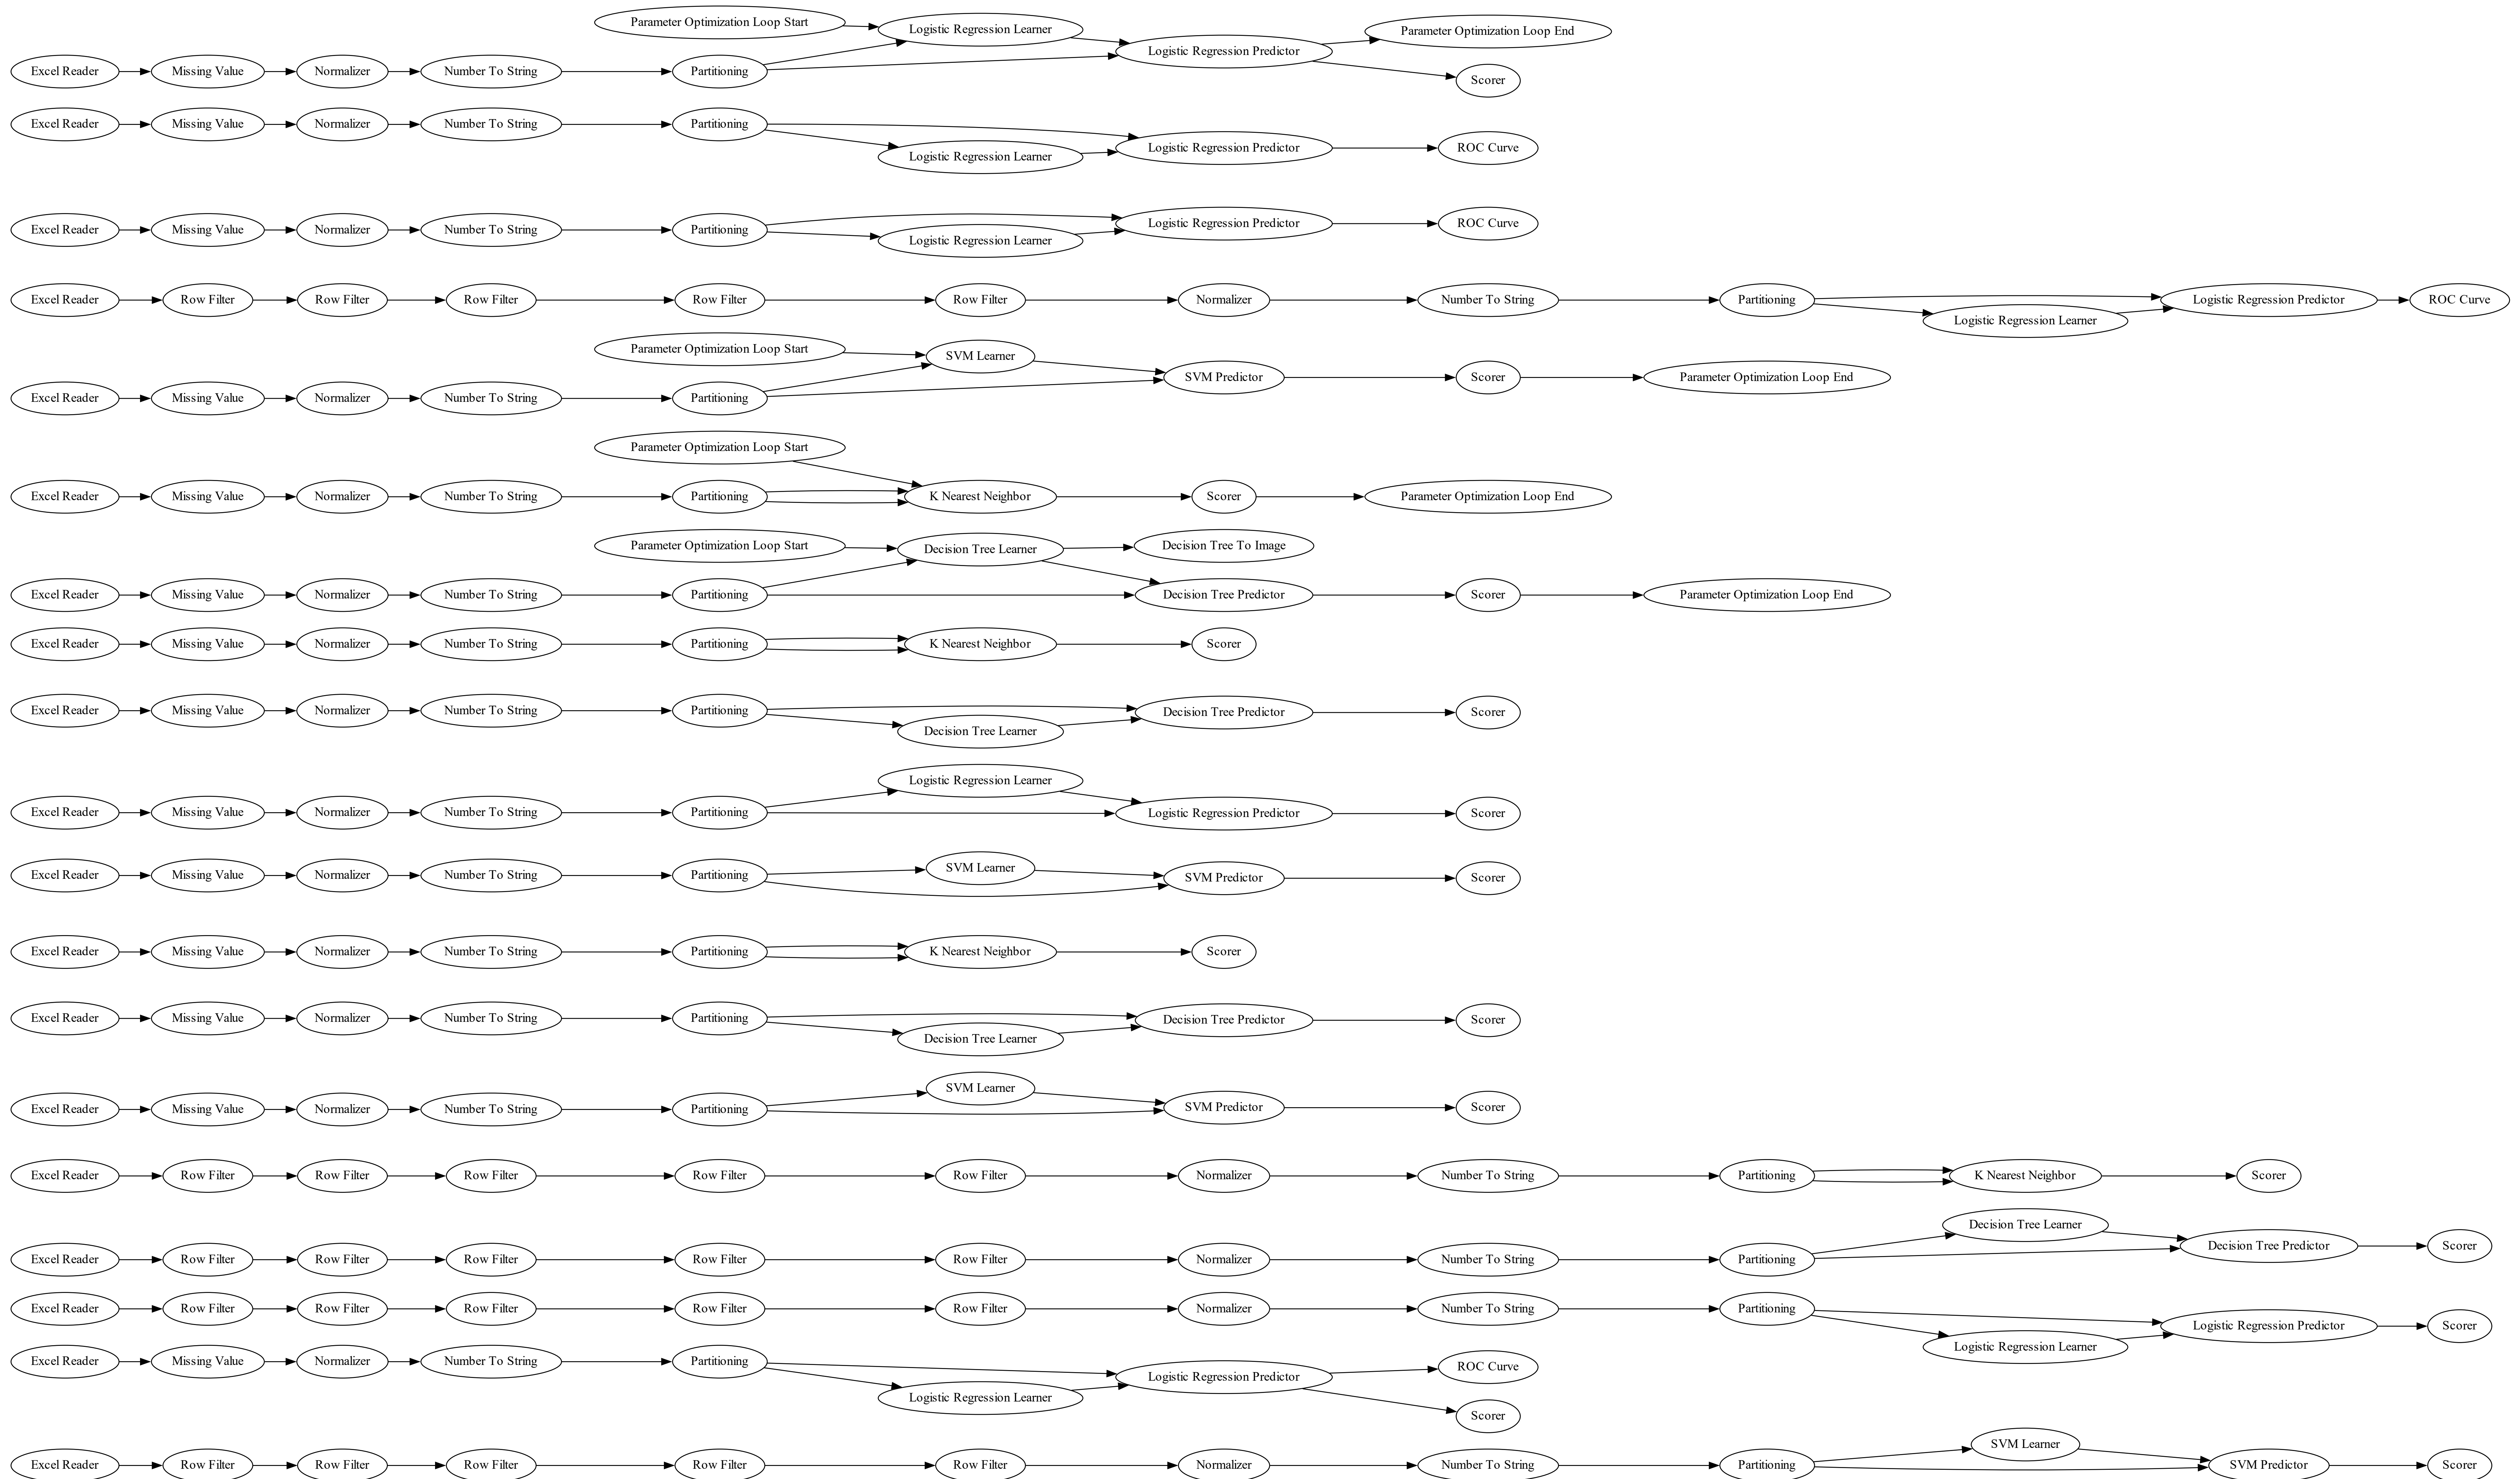 Parameter Optimization Loop Start
Logistic Regression Learner
Parameter Optimization Loop End
Logistic Regression Predictor
Excel Reader
Missing Value
Normalizer
Number To String
Partitioning
Scorer
Excel Reader
Missing Value
Normalizer
Number To String
Partitioning
Logistic Regression Learner
Logistic Regression Predictor
ROC Curve
Excel Reader
Missing Value
Normalizer
Number To String
Partitioning
Logistic Regression Learner
Logistic Regression Predictor
ROC Curve
Excel Reader
Row Filter
Row Filter
Row Filter
Row Filter
Row Filter
Normalizer
Number To String
Partitioning
Logistic Regression Learner
Logistic Regression Predictor
ROC Curve
Parameter Optimization Loop Start
SVM Learner
Excel Reader
Missing Value
Normalizer
Number To String
Partitioning
SVM Predictor
Scorer
Parameter Optimization Loop End
Parameter Optimization Loop Start
Excel Reader
Missing Value
Normalizer
Number To String
Partitioning
K Nearest Neighbor
Scorer
Parameter Optimization Loop End
Parameter Optimization Loop Start
Decision Tree Learner
Decision Tree To Image
Excel Reader
Missing Value
Normalizer
Number To String
Partitioning
Decision Tree Predictor
Scorer
Parameter Optimization Loop End
Excel Reader
Missing Value
Normalizer
Number To String
Partitioning
K Nearest Neighbor
Scorer
Excel Reader
Missing Value
Normalizer
Number To String
Partitioning
Decision Tree Learner
Decision Tree Predictor
Scorer
Logistic Regression Learner
Excel Reader
Missing Value
Normalizer
Number To String
Partitioning
Logistic Regression Predictor
Scorer
Excel Reader
Missing Value
Normalizer
Number To String
Partitioning
SVM Learner
SVM Predictor
Scorer
Excel Reader
Missing Value
Normalizer
Number To String
Partitioning
K Nearest Neighbor
Scorer
Excel Reader
Missing Value
Normalizer
Number To String
Partitioning
Decision Tree Learner
Decision Tree Predictor
Scorer
Excel Reader
Missing Value
Normalizer
Number To String
Partitioning
SVM Learner
SVM Predictor
Scorer
Excel Reader
Row Filter
Row Filter
Row Filter
Row Filter
Row Filter
Normalizer
Number To String
Partitioning
K Nearest Neighbor
Scorer
Excel Reader
Row Filter
Row Filter
Row Filter
Row Filter
Row Filter
Normalizer
Number To String
Partitioning
Decision Tree Learner
Decision Tree Predictor
Scorer
Excel Reader
Row Filter
Row Filter
Row Filter
Row Filter
Row Filter
Normalizer
Number To String
Partitioning
Logistic Regression Learner
Logistic Regression Predictor
Scorer
Excel Reader
Missing Value
Normalizer
Number To String
Partitioning
Logistic Regression Learner
Logistic Regression Predictor
ROC Curve
Scorer
Excel Reader
Row Filter
Row Filter
Row Filter
Row Filter
Row Filter
Normalizer
Number To String
Partitioning
SVM Learner
SVM Predictor
Scorer